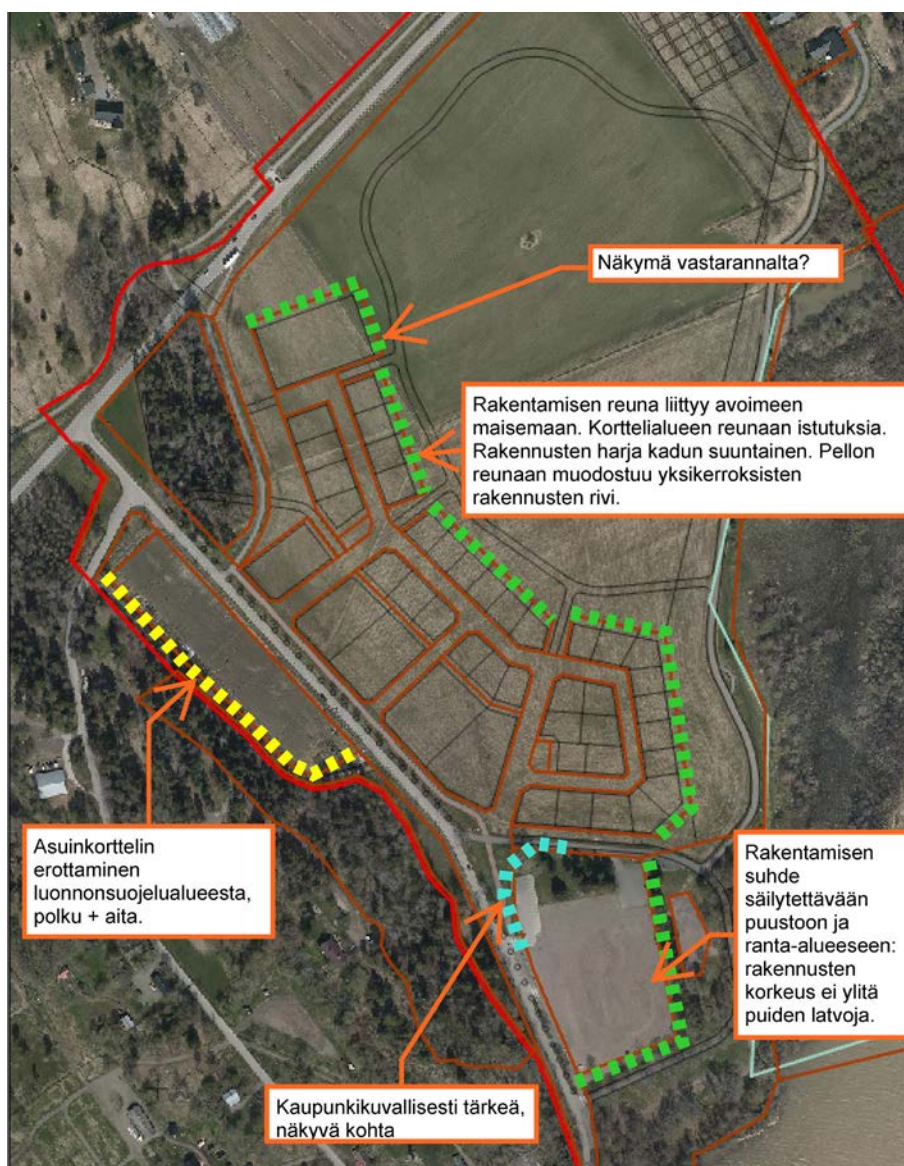 Näkymä vastarannalta?
Rakentamisen reuna liittyy avoimeen
maisemaan. Korttelialueen reunaan istutuksia.
Rakennusten harja kadun suuntainen. Pellon
reunaan muodostuu yksikerroksisten
rakennusten rivi.
Asuinkorttelin
erottaminen
luonnonsuojelualueesta,
polku + aita.
Rakentamisen
suhde
säilytettävään
puustoon ja
ranta-alueeseen:
rakennusten
korkeus ei ylitä
puiden latvoja.
Kaupunkikuvallisesti tärkeä,
näkyvä kohta